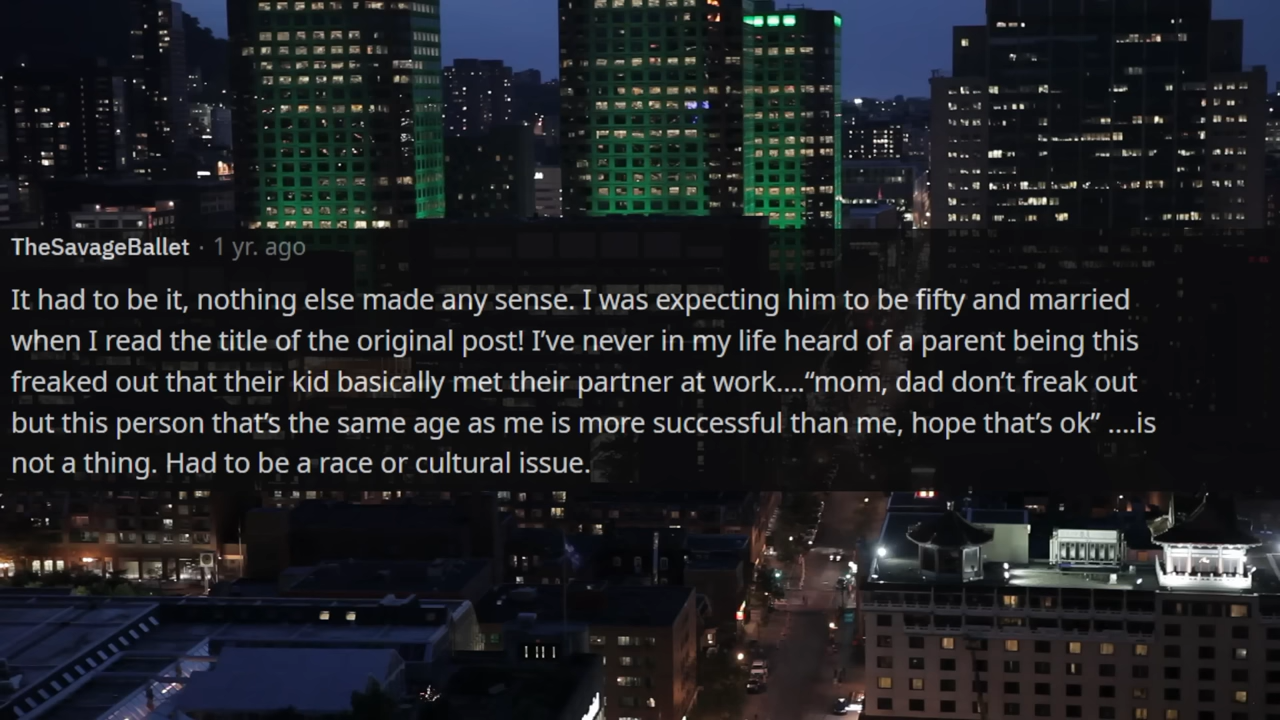 TheSavageBallet · 1 yr. ago
It had to be it, nothing else made any sense. I was expecting him to be fifty and married
when I read the title of the original post! I’ve never in my life heard of a parent being this
freaked out that their kid basically met their partner at work....“mom, dad don’t freak out
but this person that’s the same age as me is more successful than me, hope that’s ok” ....is
not a thing. Had to be a race or cultural issue.